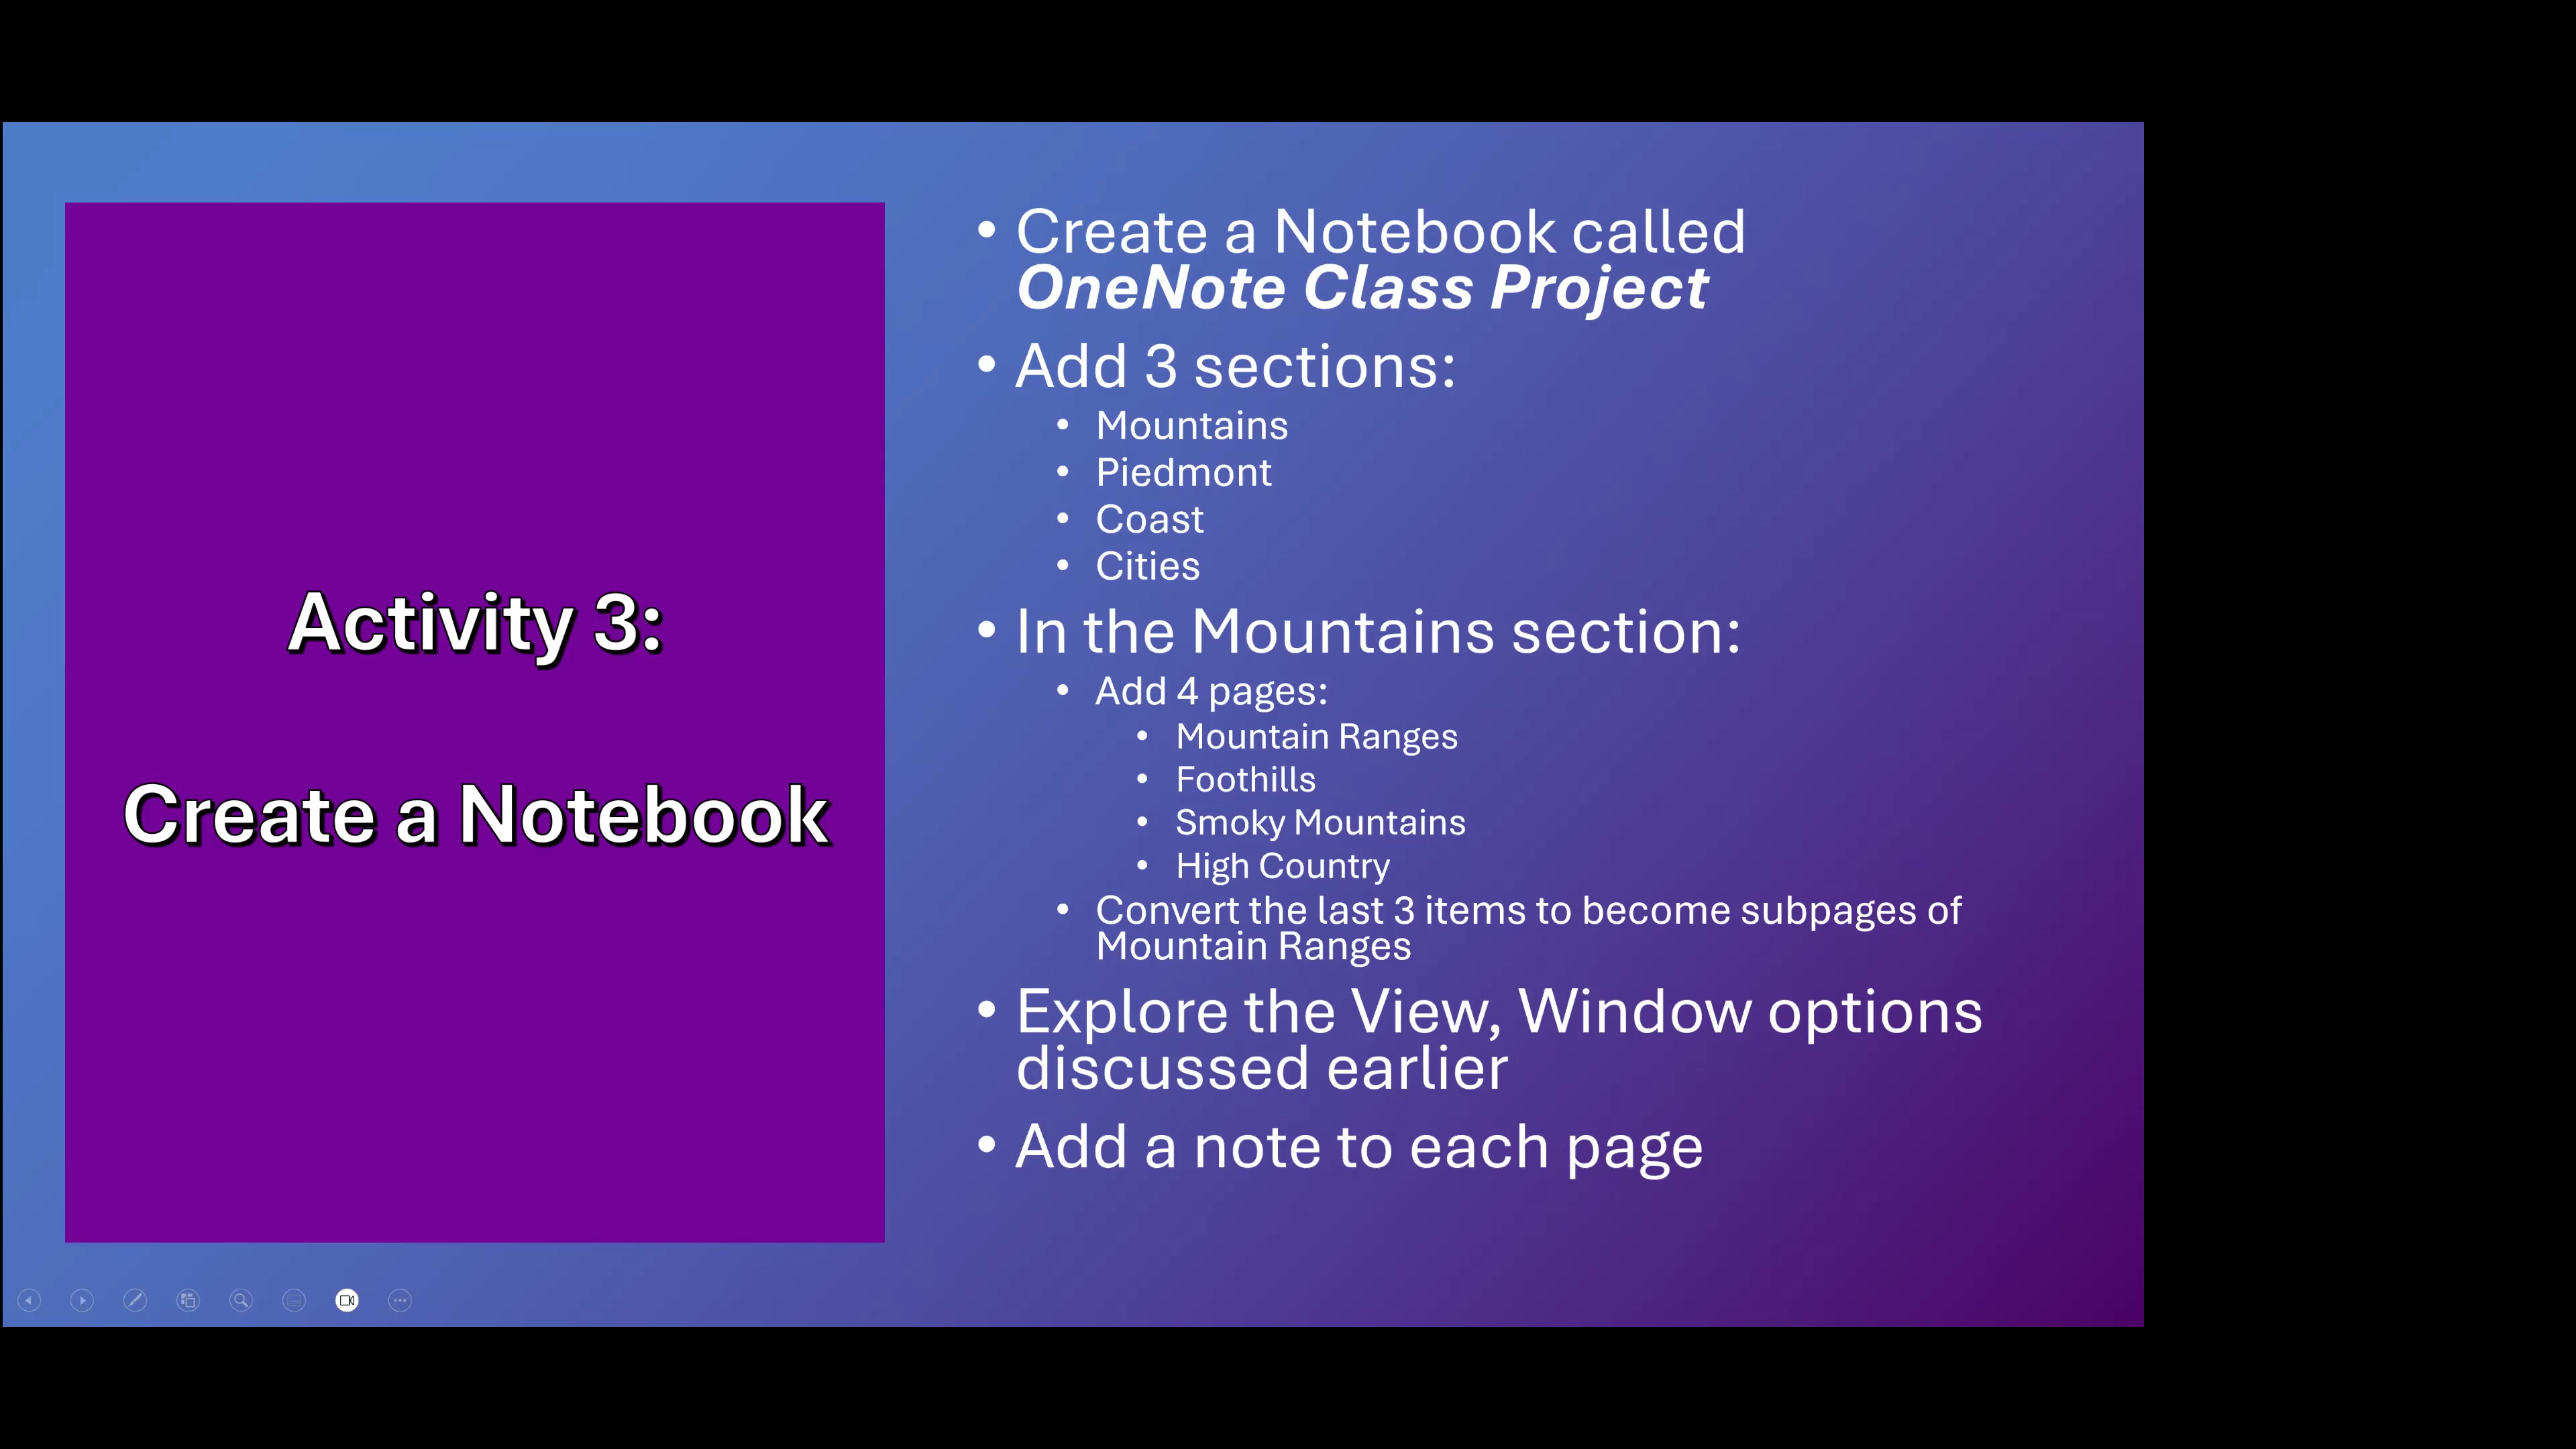 Activity 3:
Create a Notebook
• Create a Notebook called
OneNote Class Project
• Add 3 sections:
• Mountains
• Piedmont
• Coast
• Cities
• In the Mountains section:
• Add 4 pages:
• Mountain Ranges
• Foothills
• Smoky Mountains
• High Country
• Convert the last 3 items to become subpages of
Mountain Ranges
• Explore the View, Window options
discussed earlier
• Add a note to each page